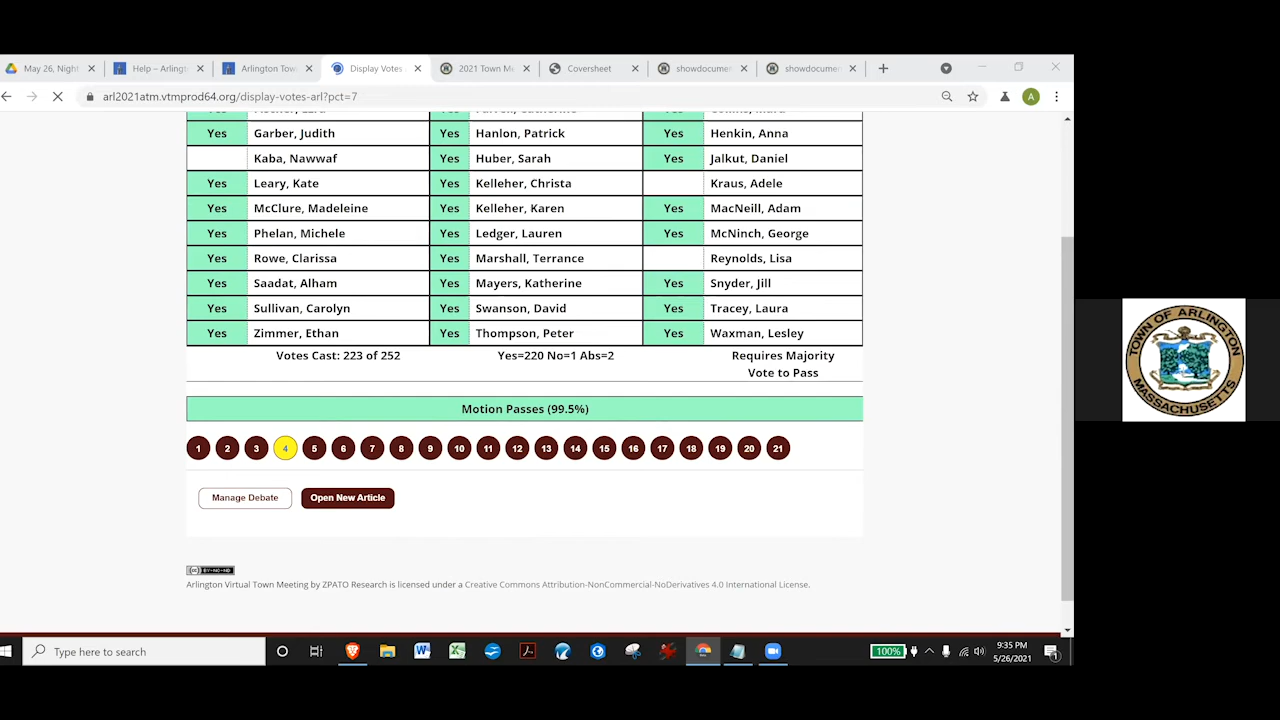 May 26, Night
Help – Arlingt
Arlington Tow
Display Votes
2021 Town Me
Coversheet
showdocumen
showdocumen
arl2021atm.vtmprod64.org/display-votes-arl?pct=7
Yes Garber, Judith Yes Hanlon, Patrick Yes Henkin, Anna
Kaba, Nawwaf Yes Huber, Sarah Yes Jalkut, Daniel
Yes Leary, Kate Yes Kelleher, Christa Kraus, Adele
Yes McClure, Madeleine Yes Kelleher, Karen Yes MacNeill, Adam
Yes Phelan, Michele Yes Ledger, Lauren Yes McNinch, George
Yes Rowe, Clarissa Yes Marshall, Terrance Reynolds, Lisa
Yes Saadat, Alham Yes Mayers, Katherine Yes Snyder, Jill
Yes Sullivan, Carolyn Yes Swanson, David Yes Tracey, Laura
Yes Zimmer, Ethan Yes Thompson, Peter Yes Waxman, Lesley
Votes Cast: 223 of 252 Yes=220 No=1 Abs=2 Requires Majority
Vote to Pass
Motion Passes (99.5%)
1 2 3 4 5 6 7 8 9 10 11 12 13 14 15 16 17 18 19 20 21
Manage Debate Open New Article
BY-NC-ND
Arlington Virtual Town Meeting by ZPATO Research is licensed under a Creative Commons Attribution-NonCommercial-NoDerivatives 4.0 International License.
Type here to search
100%
9:35 PM
5/26/2021
TOWN OF ARLINGTON
MASSACHUSETTS